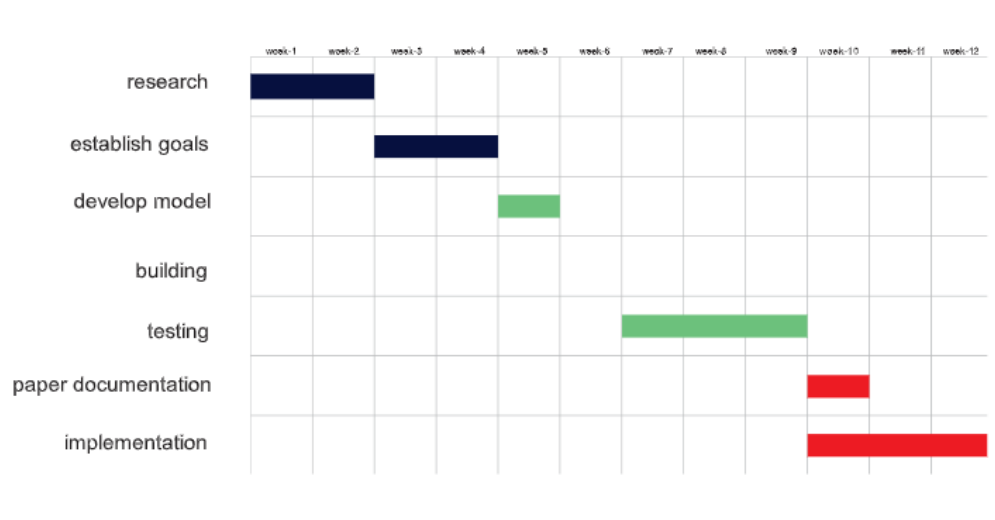 week-1 week-2 week-3 week-4 week-5 week-6 week-7 week-8 week-9 week-10 week-11 week-12
research
establish goals
develop model
building
testing
paper documentation
implementation